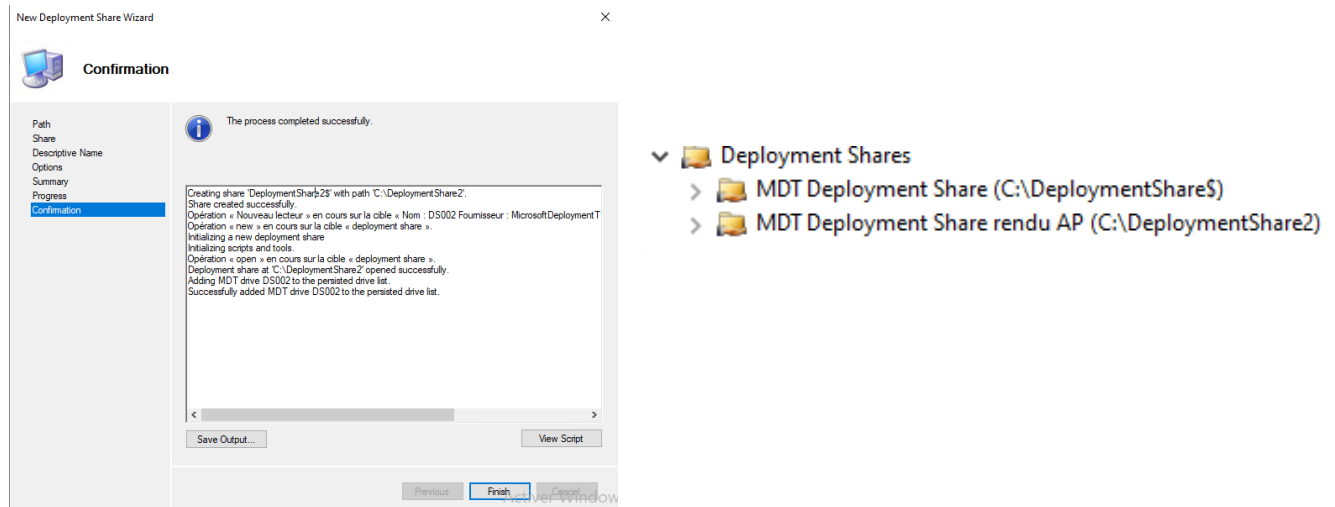 New Deployment Share Wizard
Confirmation
Path
Share
Descriptive Name
Options
Summary
Progress
Confirmation
The process completed successfully.
Creating share 'DeploymentShare2$' with path 'C:\DeploymentShare2'.
Share created successfully.
Opération « Nouveau lecteur » en cours sur la cible « Nom : DS002 Fournisseur : MicrosoftDeploymentT
Opération « new » en cours sur la cible « deployment share ».
Initializing a new deployment share
Initializing scripts and tools.
Opération « open » en cours sur la cible « deployment share ».
Deployment share at 'C:\DeploymentShare2' opened successfully.
Adding MDT drive DS002 to the persisted drive list.
Successfully added MDT drive DS002 to the persisted drive list.
Save Output...
View Script
Previous
Finish
Cancel
Activer Window
Deployment Shares
MDT Deployment Share (C:\DeploymentShare$)
MDT Deployment Share rendu AP (C:\DeploymentShare2)